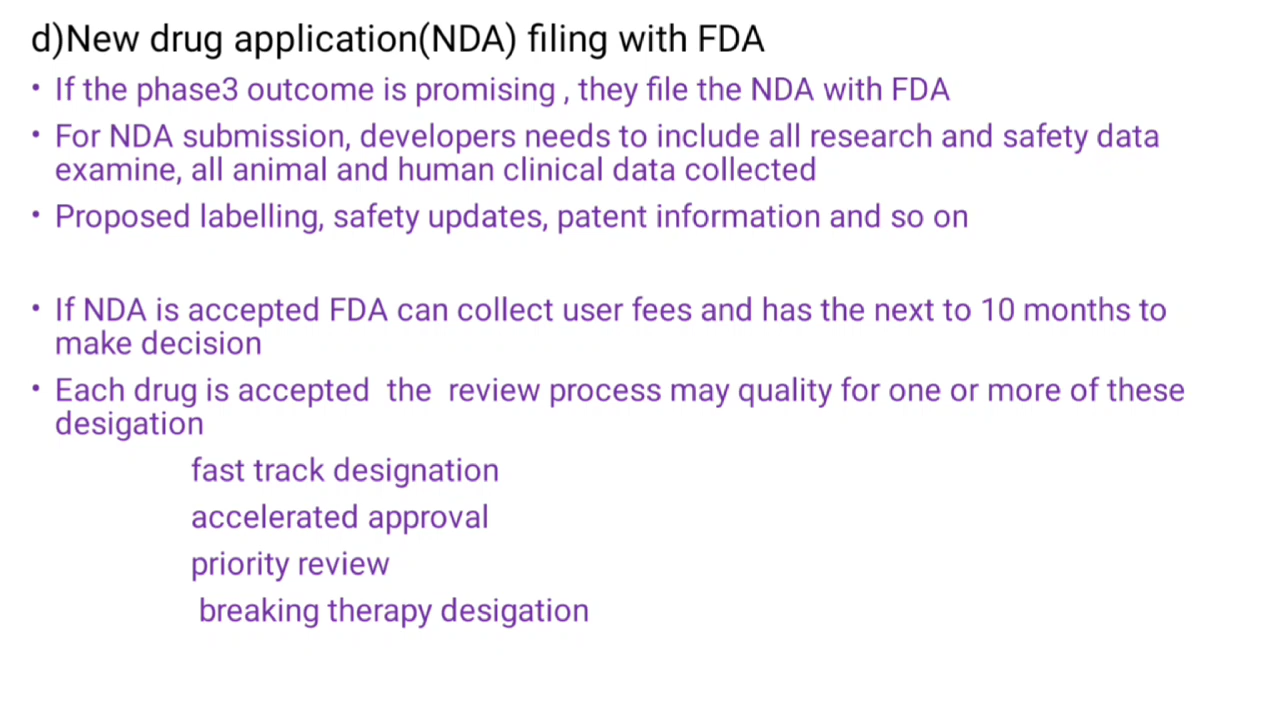 d)New drug application(NDA) filing with FDA
• If the phase3 outcome is promising , they file the NDA with FDA
• For NDA submission, developers needs to include all research and safety data
examine, all animal and human clinical data collected
• Proposed labelling, safety updates, patent information and so on
• If NDA is accepted FDA can collect user fees and has the next to 10 months to
make decision
• Each drug is accepted  the  review process may quality for one or more of these
desigation
fast track designation
accelerated approval
priority review
breaking therapy desigation